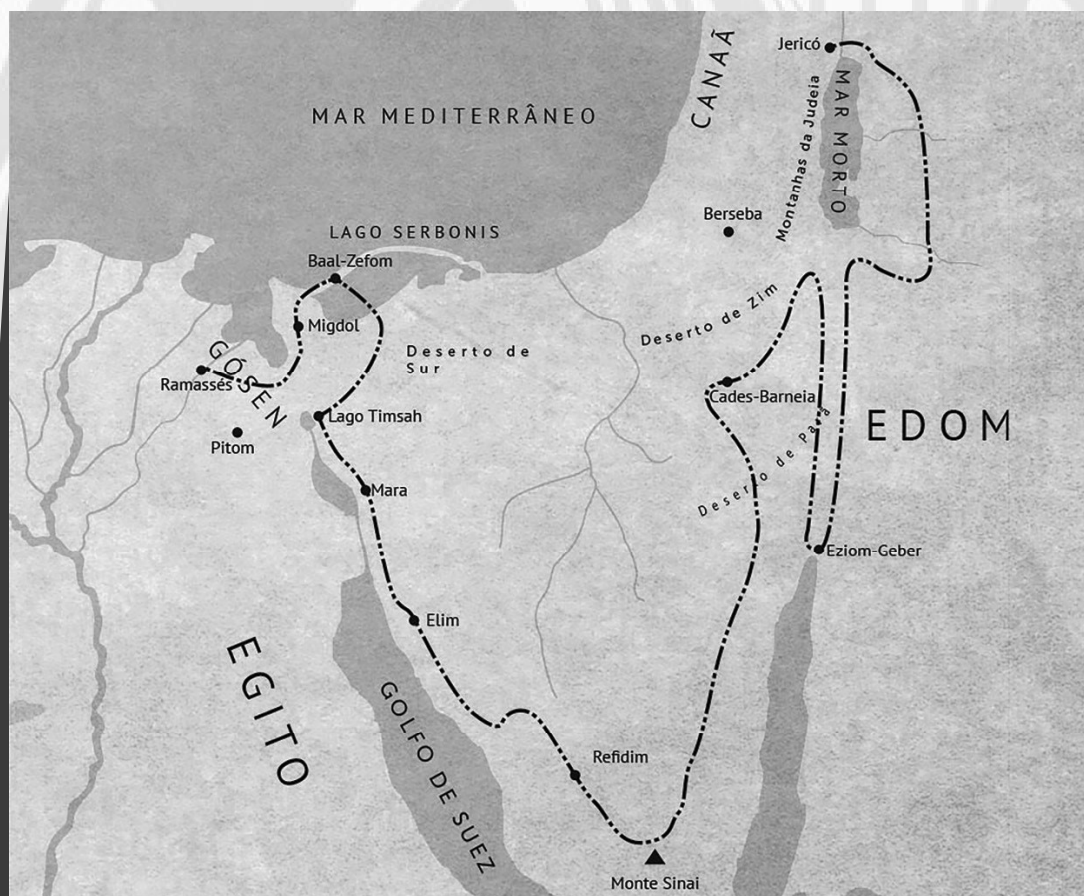 Jericó
CANAÃ
MAR MEDITERRÂNEO
MAR MORTO
Montanhas da Judeia
Berseba
LAGO SERBONIS
Baal-Zefom
Deserto de Zim
Migdol
GÓSEN
Deserto de
Sur
Ramassés
Cades-Barneia
Lago Timsah
EDOM
Pitom
Deserto de Parã
Mara
Eziom-Geber
Elim
EGITO
GOLFO DE SUEZ
Refidim
Monte Sinai